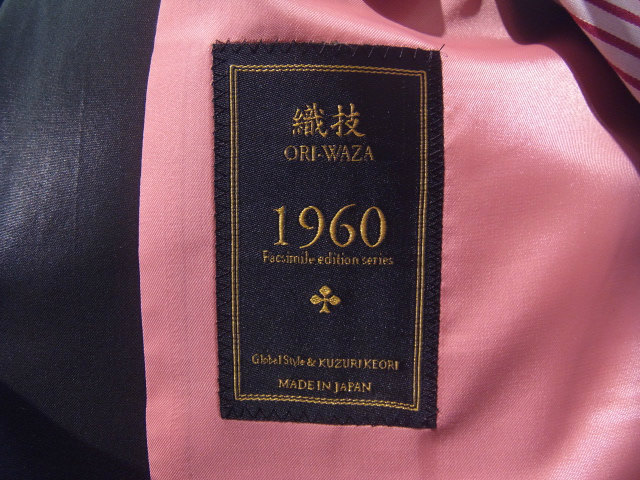 織技
ORI-WAZA
1960
Facsimile edition series
Global Style & KUZURI KEORI
MADE IN JAPAN